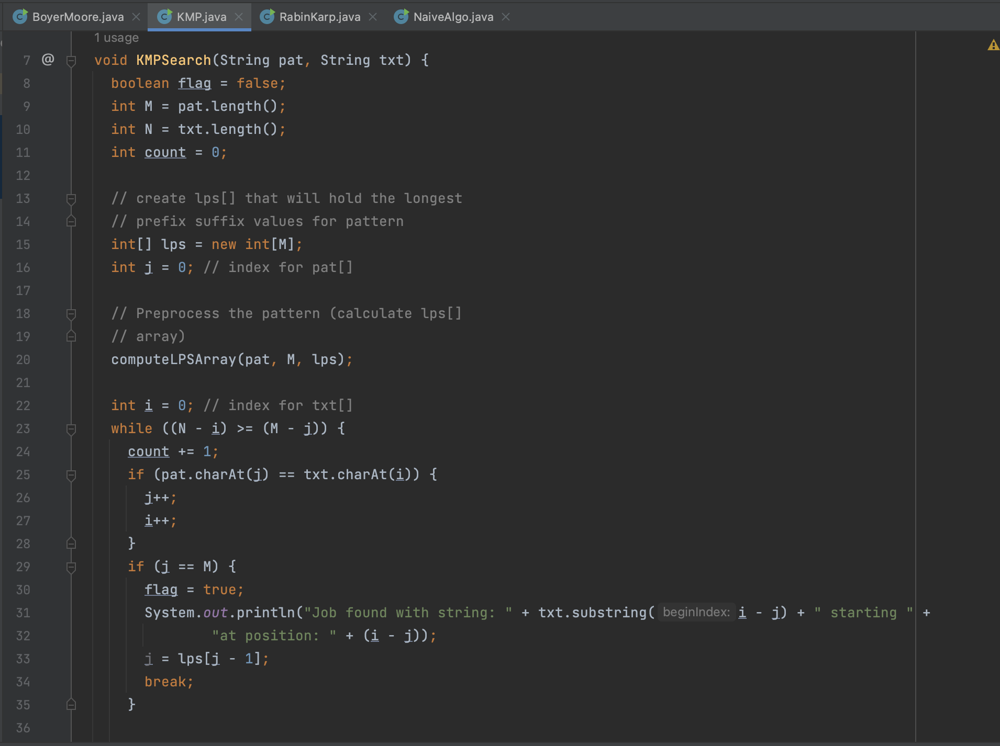 BoyerMoore.java KMP.java RabinKarp.java NaiveAlgo.java
1 usage
7 @ void KMPSearch(String pat, String txt) {
8 boolean flag = false;
9 int M = pat.length();
10 int N = txt.length();
11 int count = 0;
12
13 // create lps[] that will hold the longest
14 // prefix suffix values for pattern
15 int[] lps = new int[M];
16 int j = 0; // index for pat[]
17
18 // Preprocess the pattern (calculate lps[]
19 // array)
20 computeLPSArray(pat, M, lps);
21
22 int i = 0; // index for txt[]
23 while ((N - i) >= (M - j)) {
24 count += 1;
25 if (pat.charAt(j) == txt.charAt(i)) {
26 j++;
27 i++;
28 }
29 if (j == M) {
30 flag = true;
31 System.out.println("Job found with string: " + txt.substring( beginIndex: i - j) + " starting " +
32 "at position: " + (i - j));
33 j = lps[j - 1];
34 break;
35 }
36